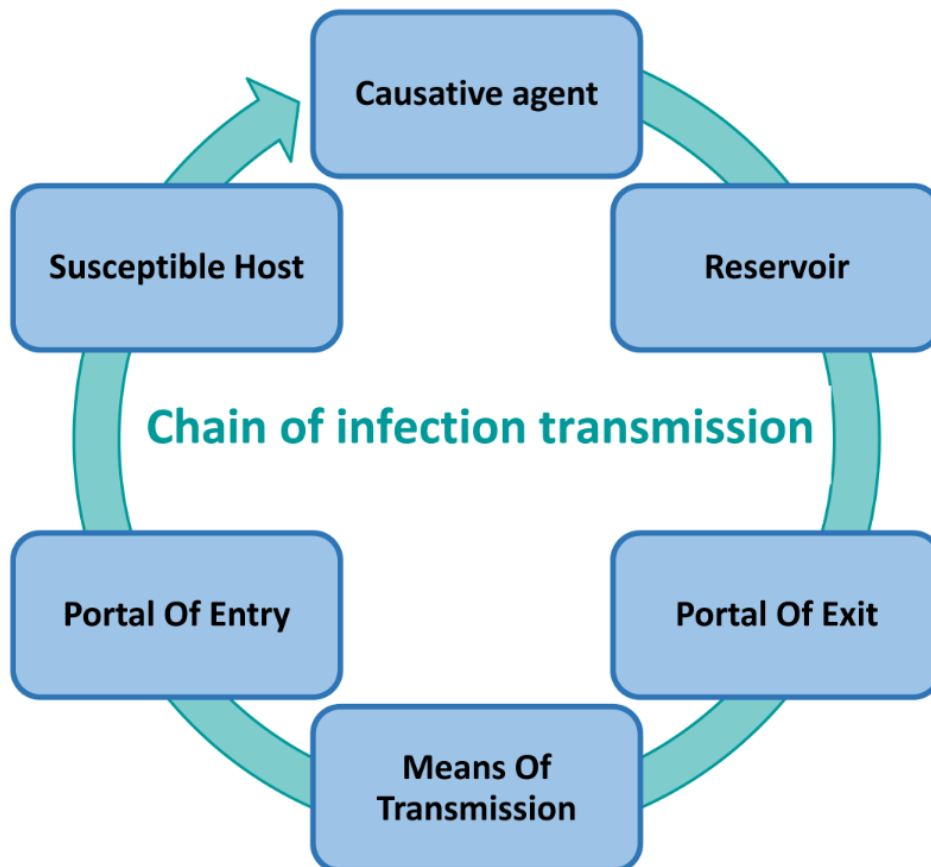 Causative agent
Susceptible Host
Reservoir
Chain of infection transmission
Portal Of Entry
Portal Of Exit
Means Of
Transmission